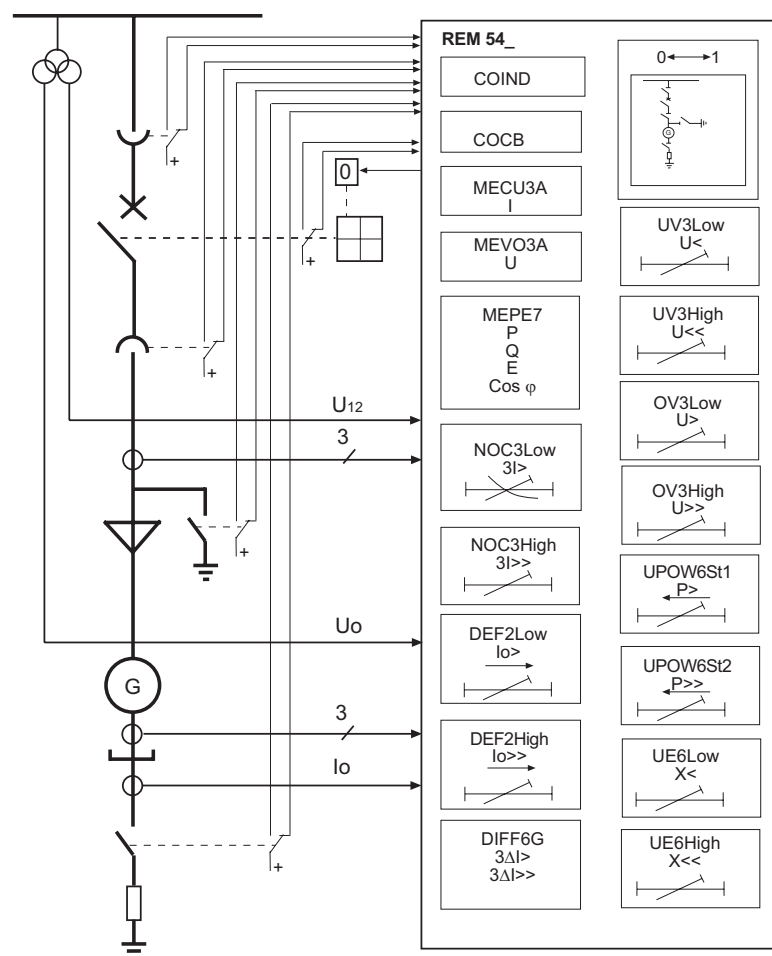 REM 54_
COIND
COCB
MECU3A
I
MEVO3A
U
MEPE7
P
Q
E
Cos φ
NOC3Low
3I>
NOC3High
3I>>
DEF2Low
Io>
DEF2High
Io>>
DIFF6G
3ΔI>
3ΔI>>
0 1
G
UV3Low
U<
UV3High
U<<
OV3Low
U>
OV3High
U>>
UPOW6St1
P>
UPOW6St2
P>>
UE6Low
X<
UE6High
X<<
+
0
+
+
U12
3
+
Uo
G
3
Io
+